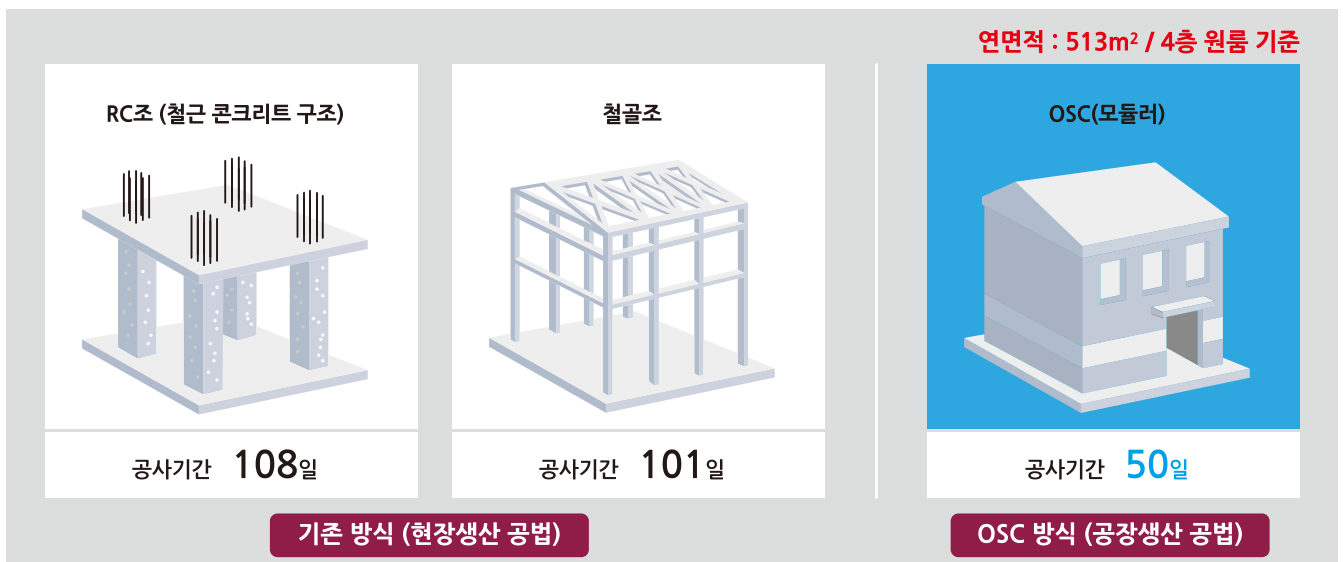 연면적 : 513m² / 4층 원룸 기준
RC조 (철근 콘크리트 구조)
철골조
OSC(모듈러)
공사기간 108일
공사기간 101일
공사기간 50일
기존 방식 (현장생산 공법)
OSC 방식 (공장생산 공법)